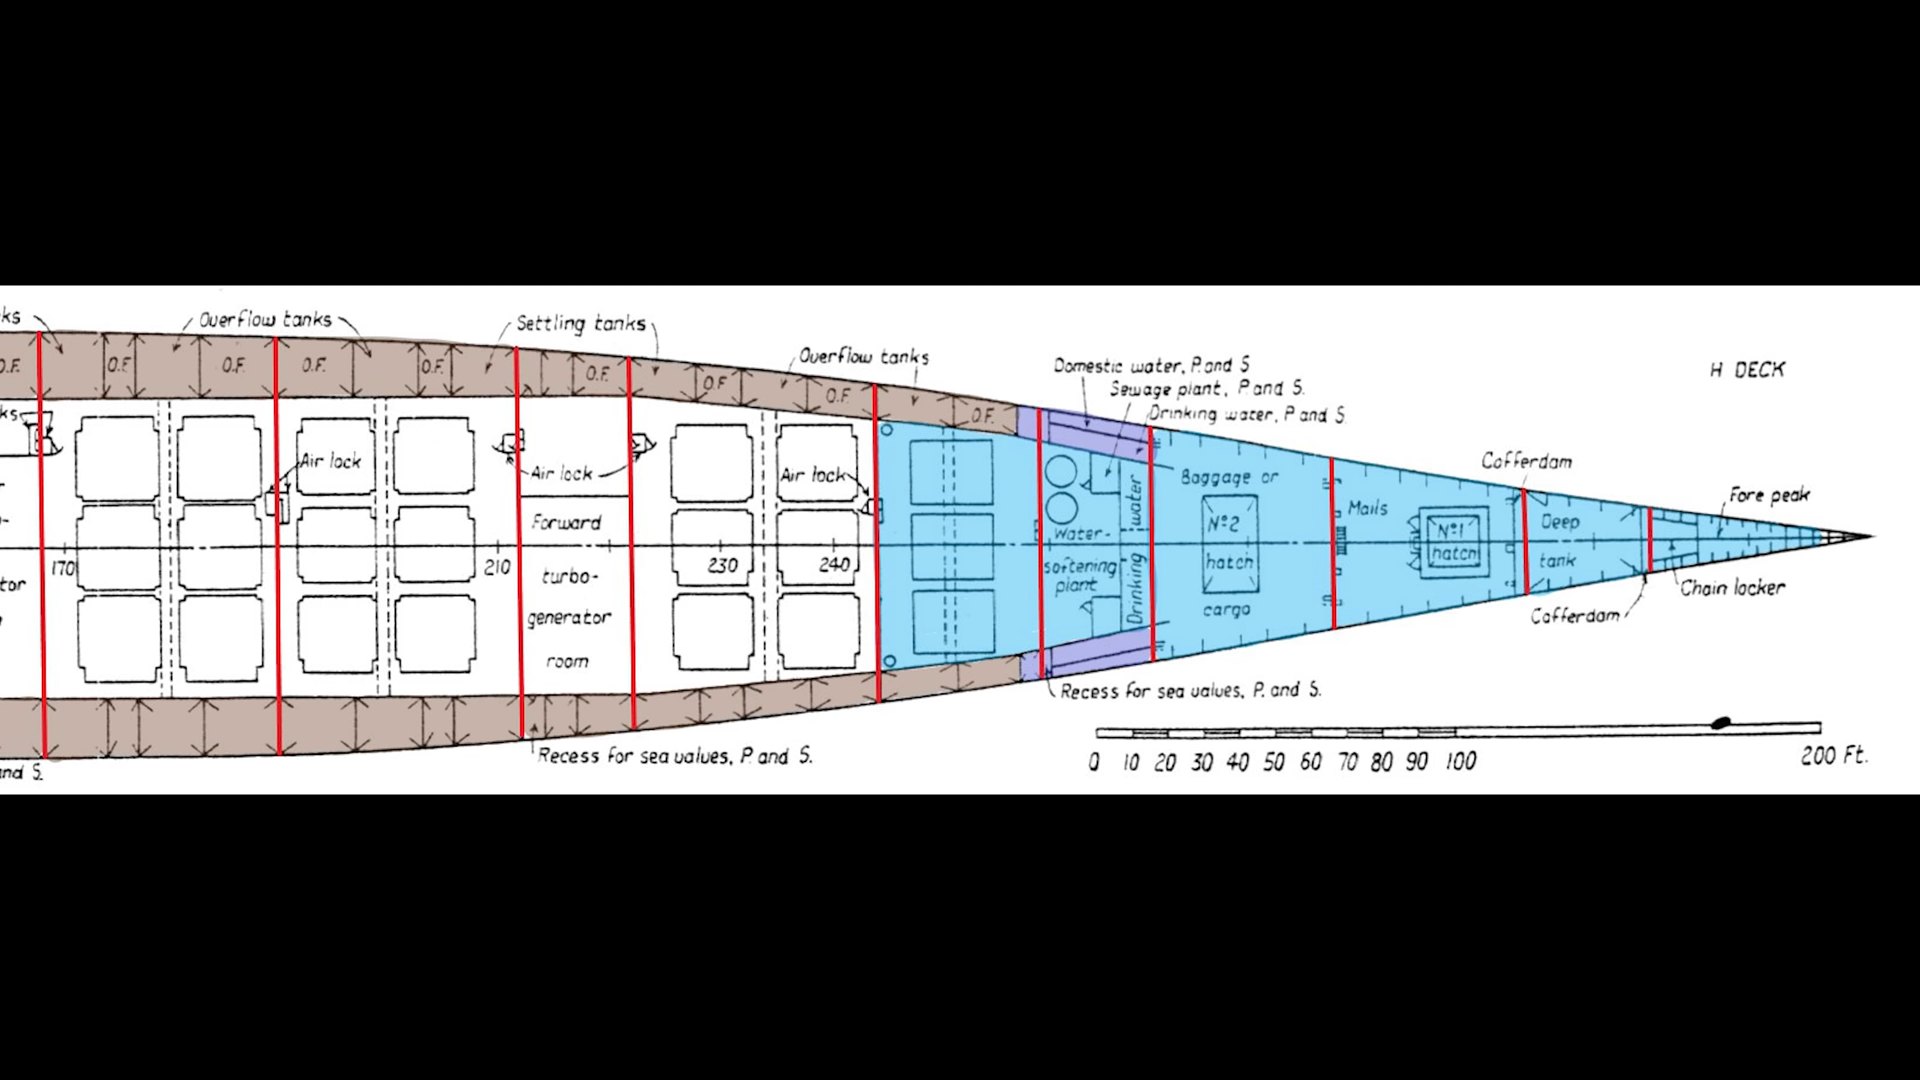 ks
Overflow tanks
Settling tanks
Overflow tanks
Domestic water, P. and S
Sewage plant, P. and S.
Drinking water, P. and S
H DECK
O.F.
O.F.
O.F.
O.F.
O.F.
O.F.
O.F.
O.F.
O.F.
ks
Air lock
Air lock
Air lock
Baggage or
Cofferdam
Fore peak
Mails
Forward
Nº2
Nº1
Deep
Drinking water
Water-
hatch
170
210
230
240
turbo-
softening
plant
hatch
tank
tor
generator
cargo
Chain locker
Cofferdam
room
Recess for sea values, P. and S.
Recess for sea values, P. and S.
and S.
0 10 20 30 40 50 60 70 80 90 100
200 Ft.